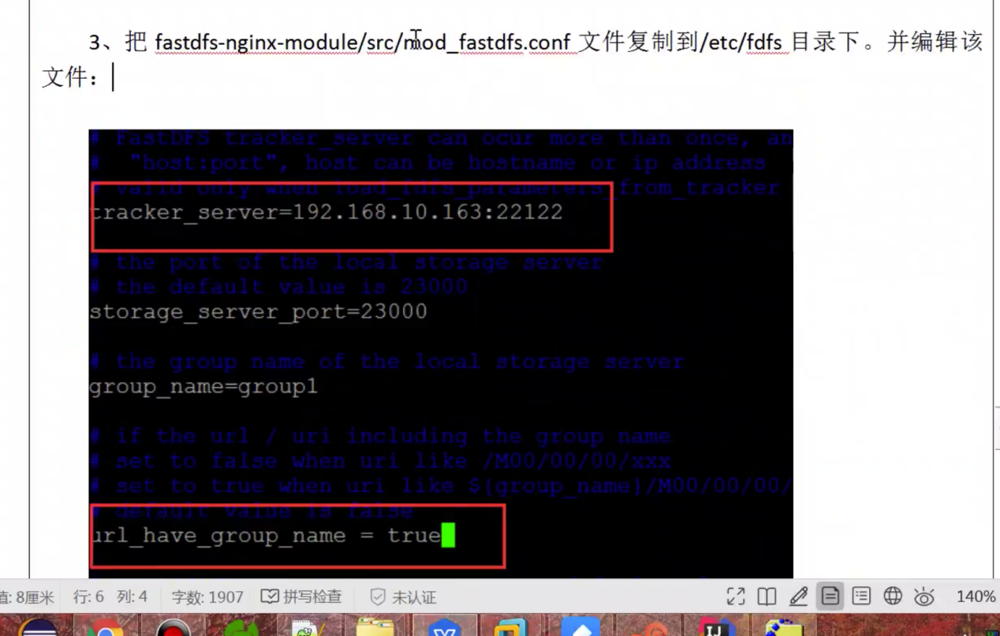 3、把 fastdfs-nginx-module/src/mod_fastdfs.conf 文件复制到/etc/fdfs 目录下。并编辑该
文件：
# FastDFS tracker_server can ocur more than once, an
#  "host:port", host can be hostname or ip address
# valid only when load_fdfs_parameters_from_tracker
tracker_server=192.168.10.163:22122
# the port of the local storage server
# the default value is 23000
storage_server_port=23000
# the group name of the local storage server
group_name=group1
# if the url / uri including the group name
# set to false when uri like /M00/00/00/xxx
# set to true when uri like ${group_name}/M00/00/00/
# default value is false
url_have_group_name = true
值: 8厘米 行: 6 列: 4 字数: 1907 拼写检查 未认证 140%